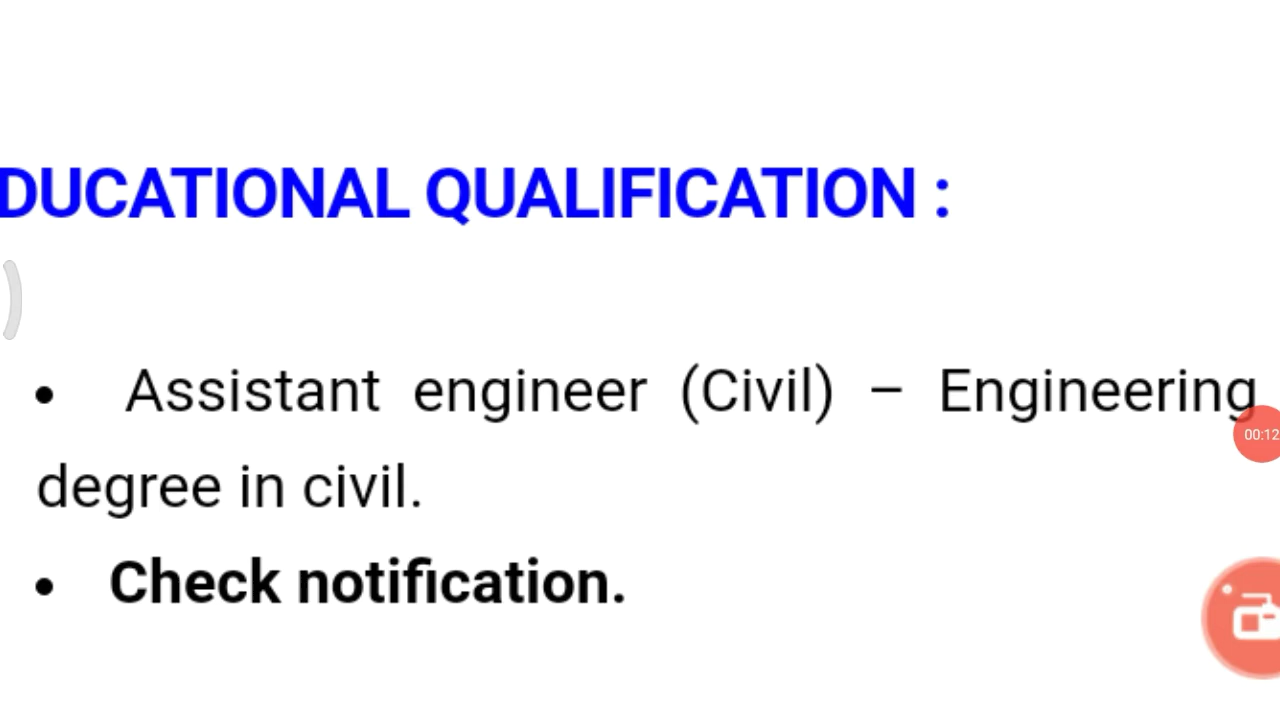 DUCATIONAL QUALIFICATION :
• Assistant engineer (Civil) – Engineering
00:12
degree in civil.
• Check notification.